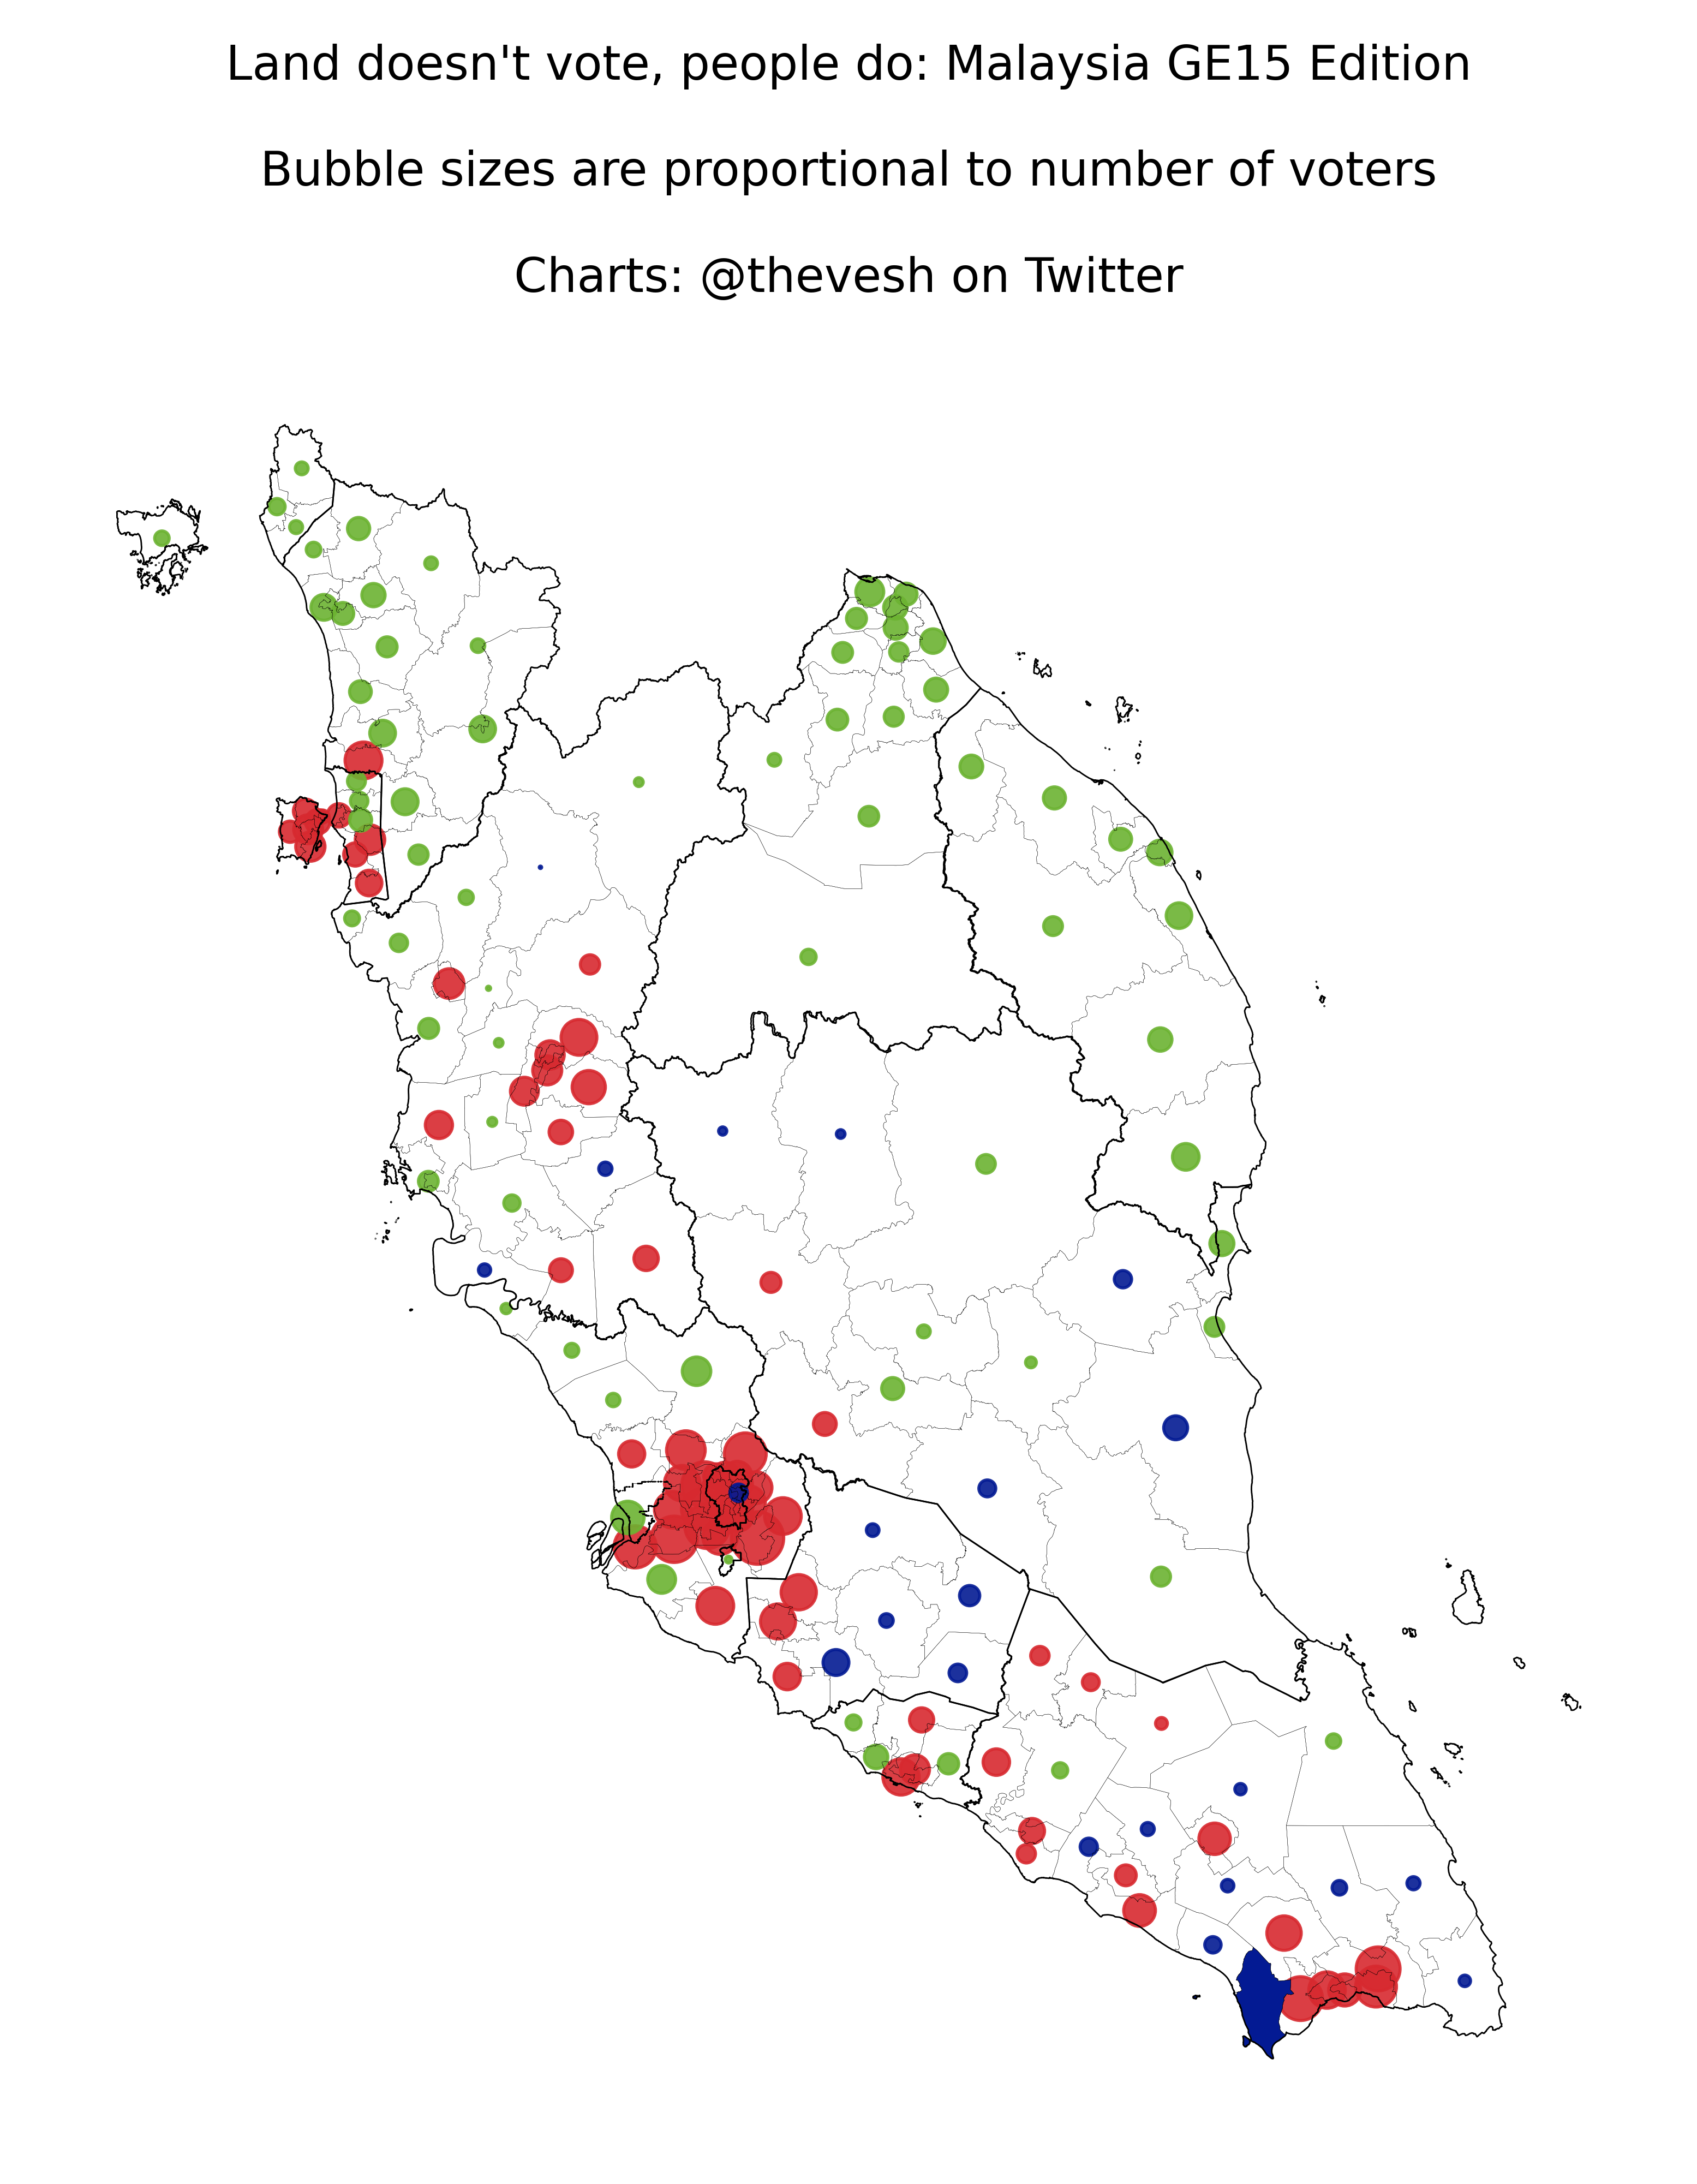 Land doesn't vote, people do: Malaysia GE15 Edition
Bubble sizes are proportional to number of voters
Charts: @thevesh on Twitter